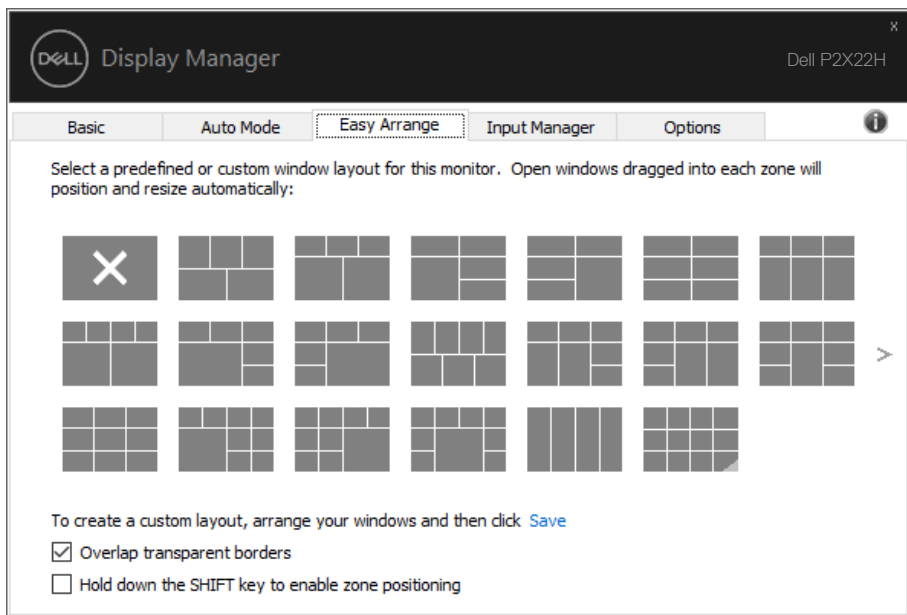 x
DELL Display Manager
Dell P2X22H
Basic Auto Mode Easy Arrange Input Manager Options
Select a predefined or custom window layout for this monitor. Open windows dragged into each zone will
position and resize automatically:
To create a custom layout, arrange your windows and then click Save
Overlap transparent borders
Hold down the SHIFT key to enable zone positioning